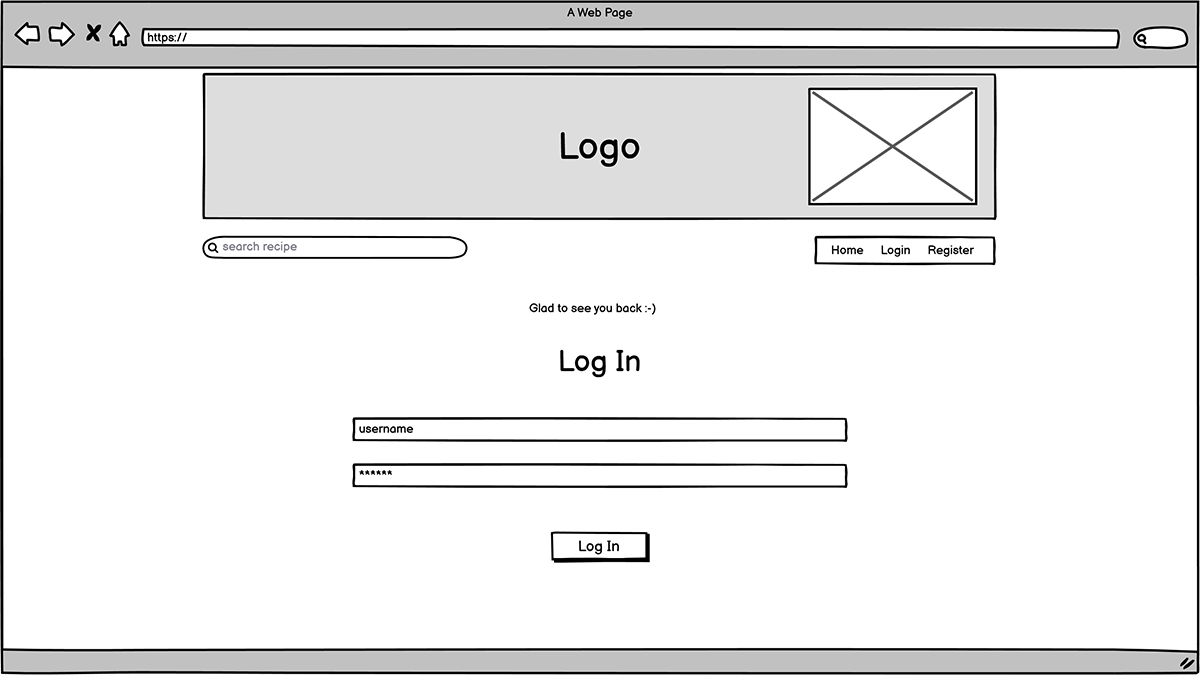 A Web Page
https://
Logo
search recipe
Home Login Register
Glad to see you back :-)
Log In
username
******
Log In